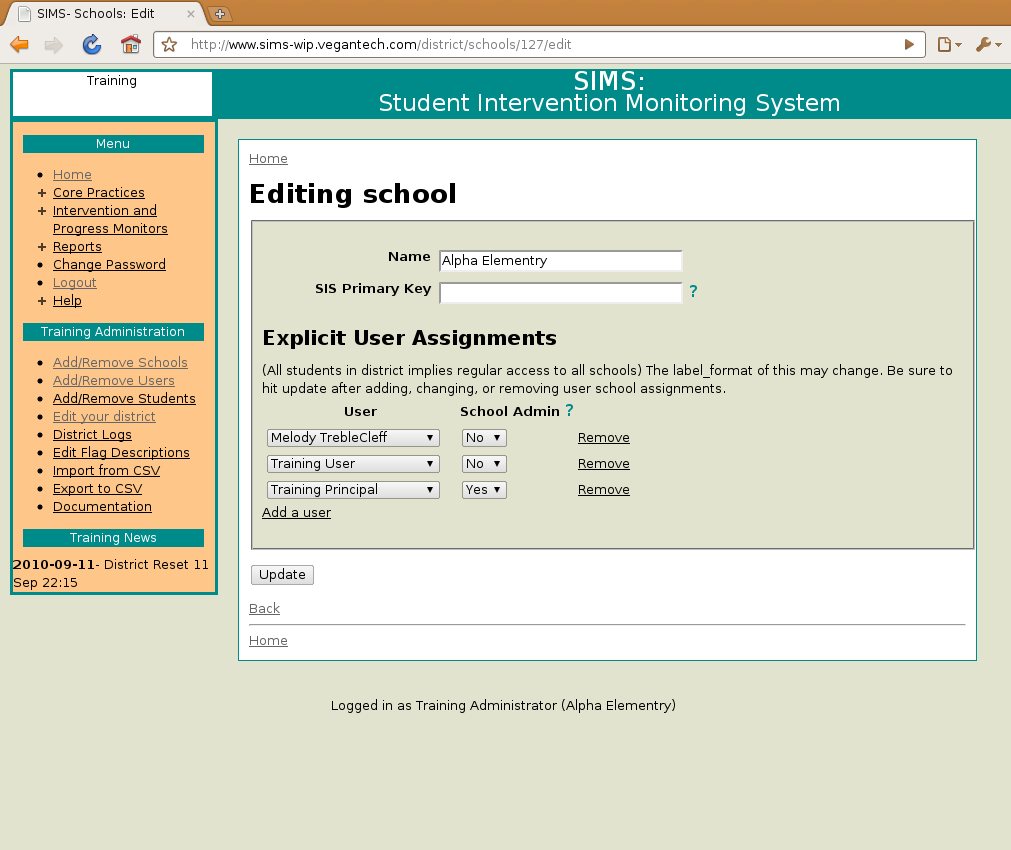 SIMS- Schools: Edit
http://www.sims-wip.vegantech.com/district/schools/127/edit
Training
SIMS:
Student Intervention Monitoring System
Menu
Home
Core Practices
Intervention and
Progress Monitors
Reports
Change Password
Logout
Help
Training Administration
Add/Remove Schools
Add/Remove Users
Add/Remove Students
Edit your district
District Logs
Edit Flag Descriptions
Import from CSV
Export to CSV
Documentation
Training News
2010-09-11- District Reset 11
Sep 22:15
Home
Editing school
Name Alpha Elementry
SIS Primary Key ?
Explicit User Assignments
(All students in district implies regular access to all schools) The label_format of this may change. Be sure to
hit update after adding, changing, or removing user school assignments.
User School Admin ?
Melody TrebleCleff No Remove
Training User No Remove
Training Principal Yes Remove
Add a user
Update
Back
Home
Logged in as Training Administrator (Alpha Elementry)